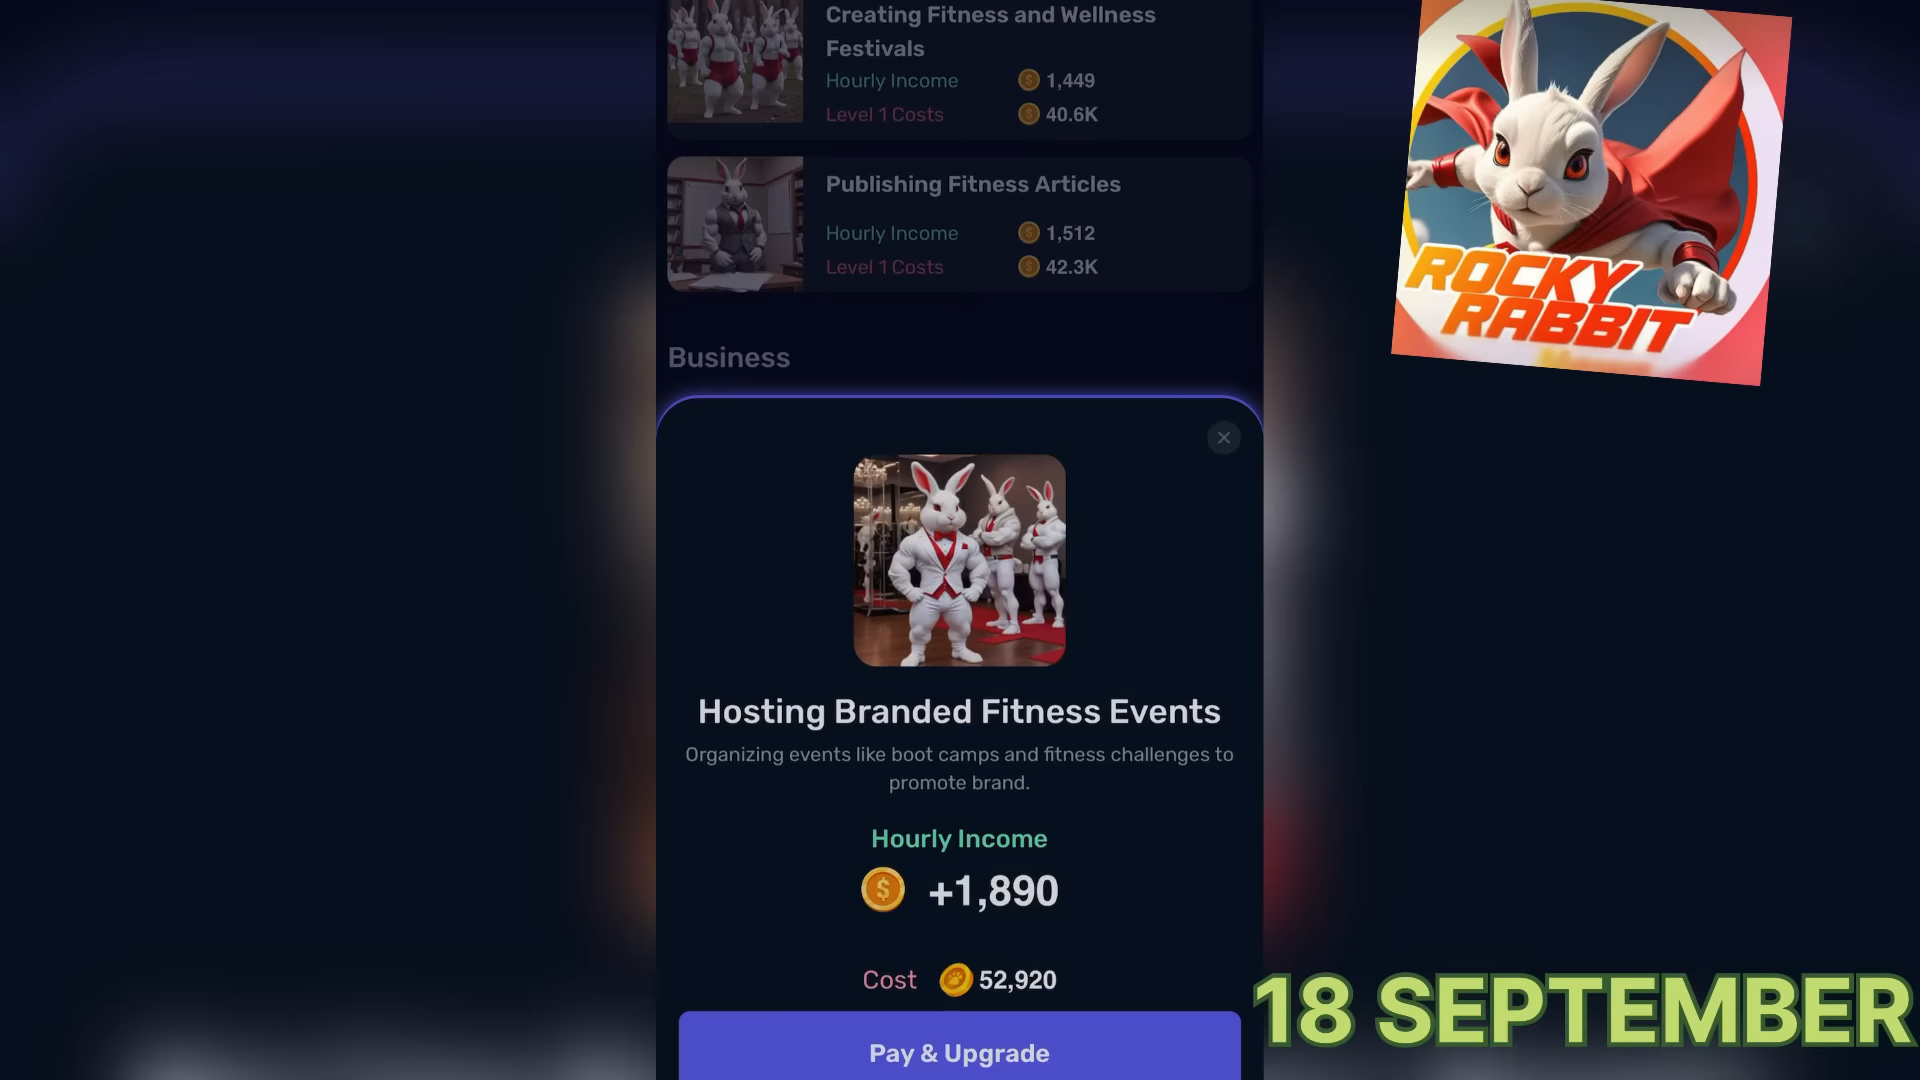 Creating Fitness and Wellness
Festivals
Hourly Income 1,449
Level 1 Costs 40.6K
Publishing Fitness Articles
Hourly Income 1,512
Level 1 Costs 42.3K
Business
Hosting Branded Fitness Events
Organizing events like boot camps and fitness challenges to
promote brand.
Hourly Income
+1,890
Cost 52,920
Pay & Upgrade
ROCKY
RABBIT
18 SEPTEMBER